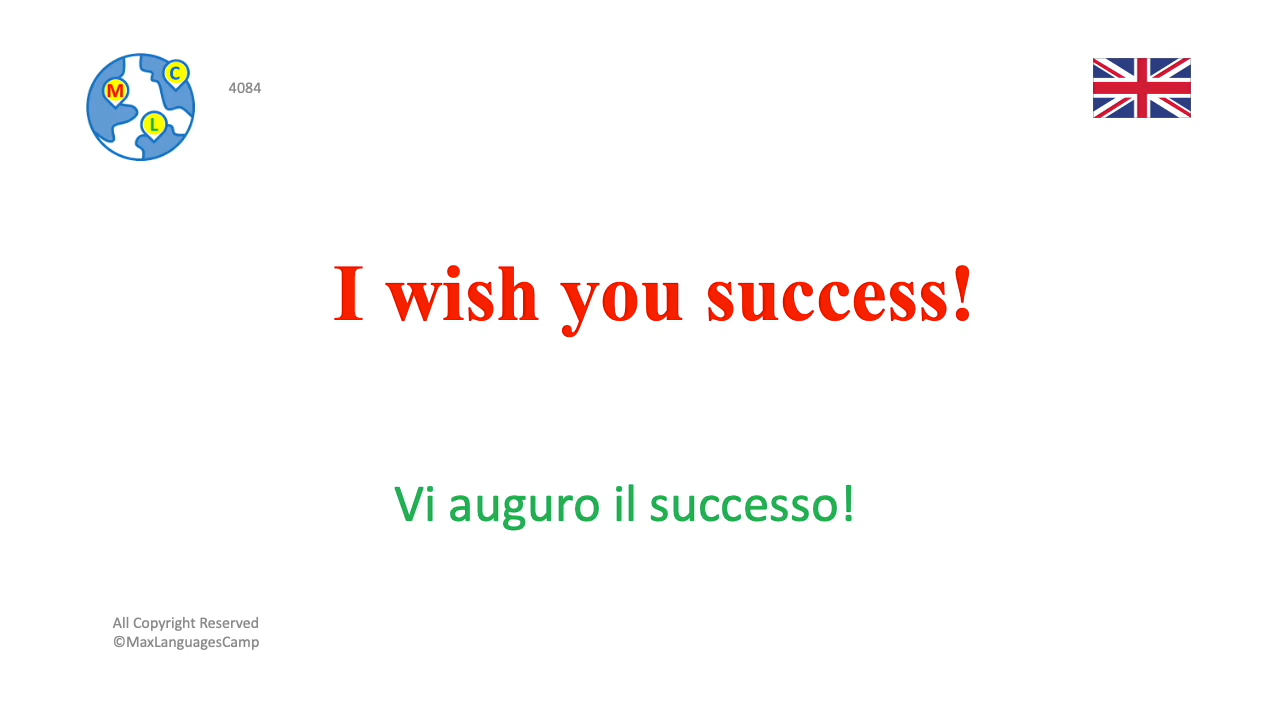 M
C
L
4084
I wish you success!
Vi auguro il successo!
All Copyright Reserved
©MaxLanguagesCamp